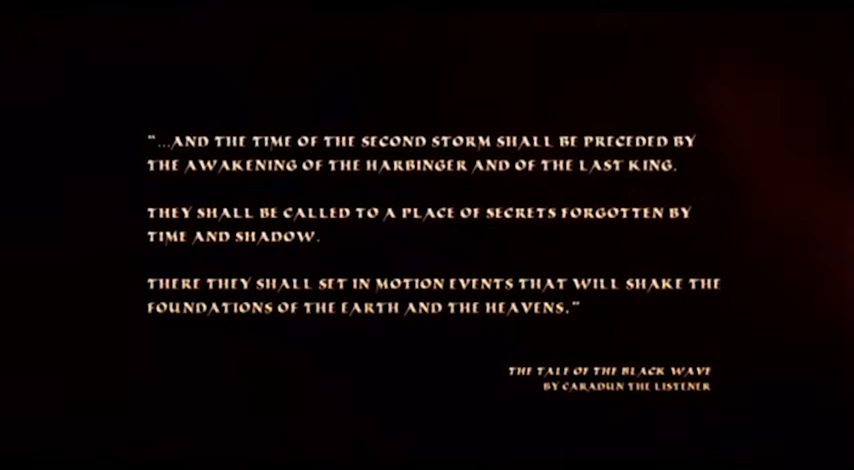 "...AND THE TIME OF THE SECOND STORM SHALL BE PRECEDED BY
THE AWAKENING OF THE HARBINGER AND OF THE LAST KING.
THEY SHALL BE CALLED TO A PLACE OF SECRETS FORGOTTEN BY
TIME AND SHADOW.
THERE THEY SHALL SET IN MOTION EVENTS THAT WILL SHAKE THE
FOUNDATIONS OF THE EARTH AND THE HEAVENS."
THE TALE OF THE BLACK WAVE
BY CARADUN THE LISTENER